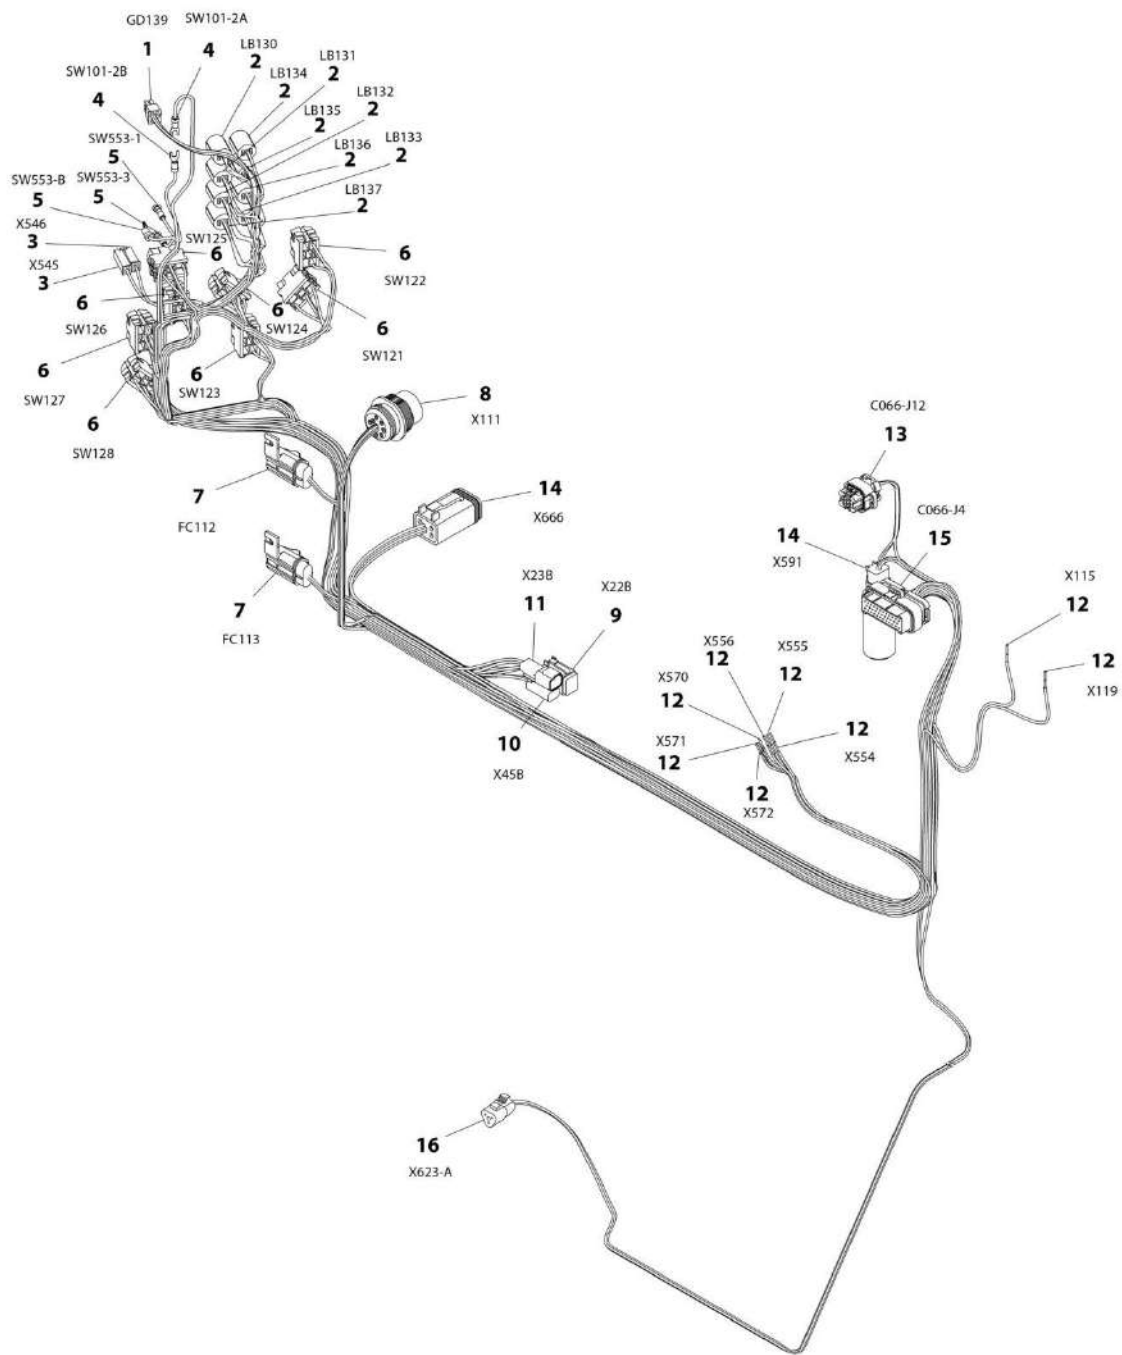 GD139
1
SW101-2A
4
LB130
2
LB131
2
SW101-2B
4
LB134
2
LB132
2
LB135
2
LB133
2
SW553-1
5
LB136
2
SW553-B
5
SW553-3
5
LB137
2
X546
3
SW125
6
X545
3
6
SW122
6
SW126
6
SW124
6
SW121
6
SW127
6
SW123
6
SW128
8
X111
C066-J12
13
7
FC112
14
X666
C066-J4
15
14
X591
7
FC113
X23B
11
X22B
9
X115
12
X556
12
X555
12
12
X119
X570
12
12
X554
X571
12
10
X45B
12
X572
16
X623-A